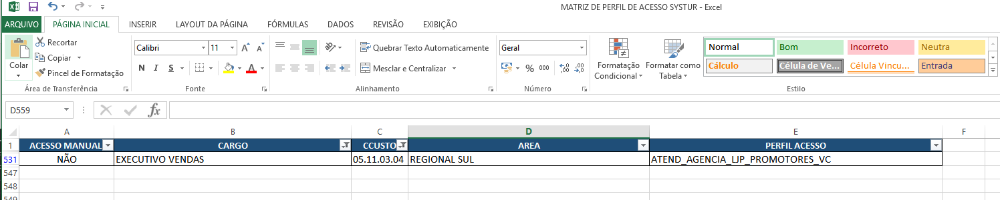 MATRIZ DE PERFIL DE ACESSO SYSTUR - Excel
ARQUIVO PÁGINA INICIAL INSERIR LAYOUT DA PÁGINA FÓRMULAS DADOS REVISÃO EXIBIÇÃO
Colar
Recortar
Copiar
Pincel de Formatação
Área de Transferência
Calibri 11
N I S
Fonte
Quebrar Texto Automaticamente
Mesclar e Centralizar
Alinhamento
Geral
% 000
Número
Formatação Condicional
Formatar como Tabela
Normal Bom Incorreto Neutra
Cálculo Célula de Ve... Célula Vincu... Entrada
Estilo
D559
A B C D E F
1 ACESSO MANUAL CARGO CCUSTO AREA PERFIL ACESSO
531 NÃO EXECUTIVO VENDAS 05.11.03.04 REGIONAL SUL ATEND_AGENCIA_LJP_PROMOTORES_VC
547
548
549